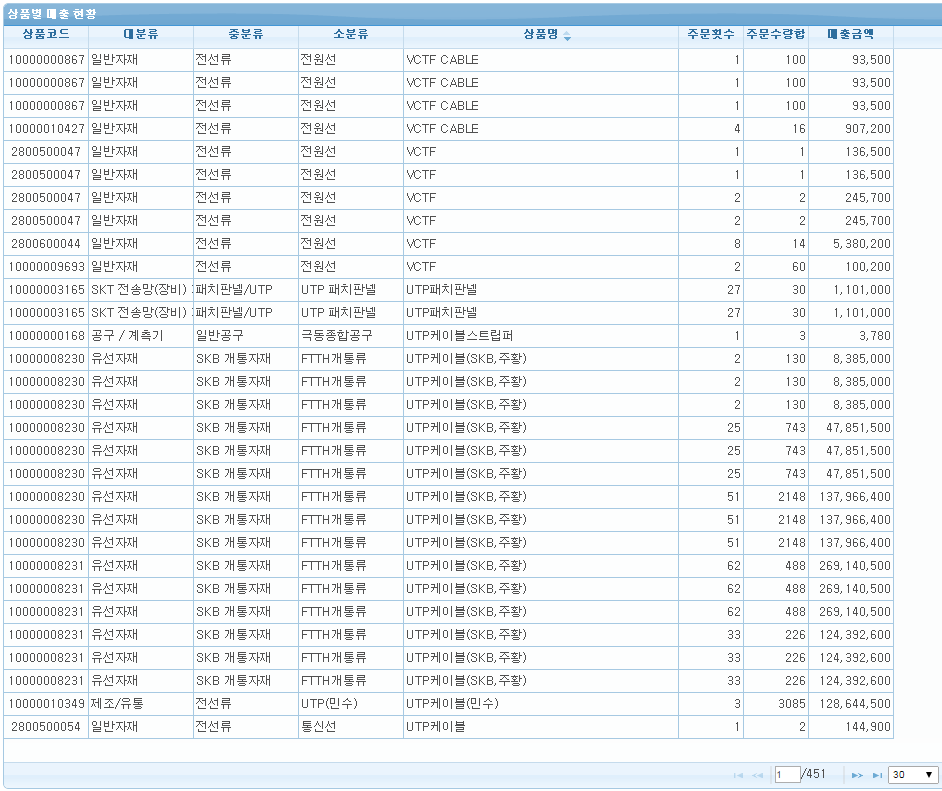 상품별 매출 현황
상품코드 대분류 중분류 소분류 상품명 주문횟수 주문수량합 매출금액
10000000867 일반자재 전선류 전원선 VCTF CABLE 1 100 93,500
10000000867 일반자재 전선류 전원선 VCTF CABLE 1 100 93,500
10000000867 일반자재 전선류 전원선 VCTF CABLE 1 100 93,500
10000010427 일반자재 전선류 전원선 VCTF CABLE 4 16 907,200
2800500047 일반자재 전선류 전원선 VCTF 1 1 136,500
2800500047 일반자재 전선류 전원선 VCTF 1 1 136,500
2800500047 일반자재 전선류 전원선 VCTF 2 2 245,700
2800500047 일반자재 전선류 전원선 VCTF 2 2 245,700
2800600044 일반자재 전선류 전원선 VCTF 8 14 5,380,200
10000009693 일반자재 전선류 전원선 VCTF 2 60 100,200
10000003165 SKT 전송망(장비) 패치판넬/UTP UTP 패치판넬 UTP패치판넬 27 30 1,101,000
10000003165 SKT 전송망(장비) 패치판넬/UTP UTP 패치판넬 UTP패치판넬 27 30 1,101,000
10000000168 공구 / 계측기 일반공구 극동종합공구 UTP케이블스트립퍼 1 3 3,780
10000008230 유선자재 SKB 개통자재 FTTH개통류 UTP케이블(SKB,주황) 2 130 8,385,000
10000008230 유선자재 SKB 개통자재 FTTH개통류 UTP케이블(SKB,주황) 2 130 8,385,000
10000008230 유선자재 SKB 개통자재 FTTH개통류 UTP케이블(SKB,주황) 2 130 8,385,000
10000008230 유선자재 SKB 개통자재 FTTH개통류 UTP케이블(SKB,주황) 25 743 47,851,500
10000008230 유선자재 SKB 개통자재 FTTH개통류 UTP케이블(SKB,주황) 25 743 47,851,500
10000008230 유선자재 SKB 개통자재 FTTH개통류 UTP케이블(SKB,주황) 25 743 47,851,500
10000008230 유선자재 SKB 개통자재 FTTH개통류 UTP케이블(SKB,주황) 51 2148 137,966,400
10000008230 유선자재 SKB 개통자재 FTTH개통류 UTP케이블(SKB,주황) 51 2148 137,966,400
10000008230 유선자재 SKB 개통자재 FTTH개통류 UTP케이블(SKB,주황) 51 2148 137,966,400
10000008231 유선자재 SKB 개통자재 FTTH개통류 UTP케이블(SKB,주황) 62 488 269,140,500
10000008231 유선자재 SKB 개통자재 FTTH개통류 UTP케이블(SKB,주황) 62 488 269,140,500
10000008231 유선자재 SKB 개통자재 FTTH개통류 UTP케이블(SKB,주황) 62 488 269,140,500
10000008231 유선자재 SKB 개통자재 FTTH개통류 UTP케이블(SKB,주황) 33 226 124,392,600
10000008231 유선자재 SKB 개통자재 FTTH개통류 UTP케이블(SKB,주황) 33 226 124,392,600
10000008231 유선자재 SKB 개통자재 FTTH개통류 UTP케이블(SKB,주황) 33 226 124,392,600
10000010349 제조/유통 전선류 UTP(민수) UTP케이블(민수) 3 3085 128,644,500
2800500054 일반자재 전선류 통신선 UTP케이블 1 2 144,900
1 /451 30